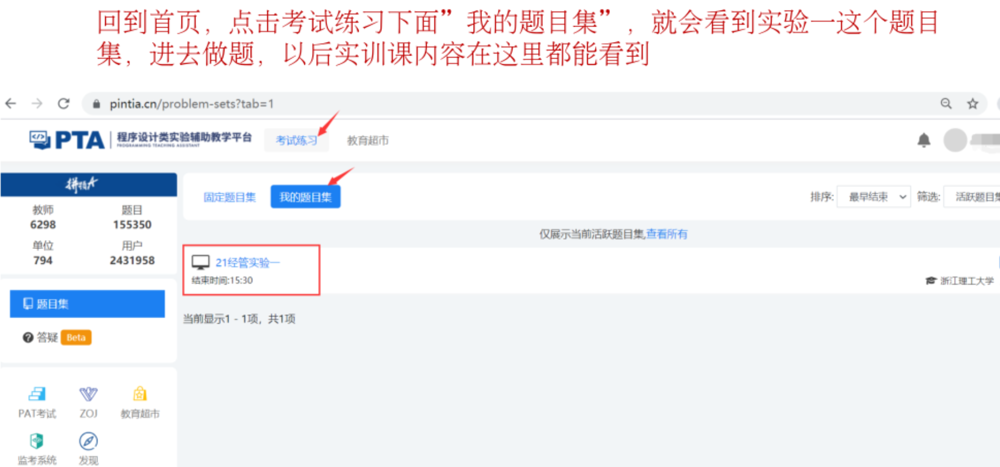 回到首页，点击考试练习下面”我的题目集”，就会看到实验一这个题目
集，进去做题，以后实训课内容在这里都能看到
pintia.cn/problem-sets?tab=1
PTA 程序设计类实验辅助教学平台 考试练习 教育超市
PROGRAMMING TEACHING ASSISTANT
拼题A
固定题目集 我的题目集 排序: 最早结束 筛选: 活跃题目集
教师 题目
6298 155350
仅展示当前活跃题目集,查看所有
单位 用户
794 2431958
21经管实验一
结束时间:15:30 浙江理工大学
题目集
当前显示1 - 1项，共1项
答疑 Beta
PAT考试 ZOJ 教育超市
监考系统 发现